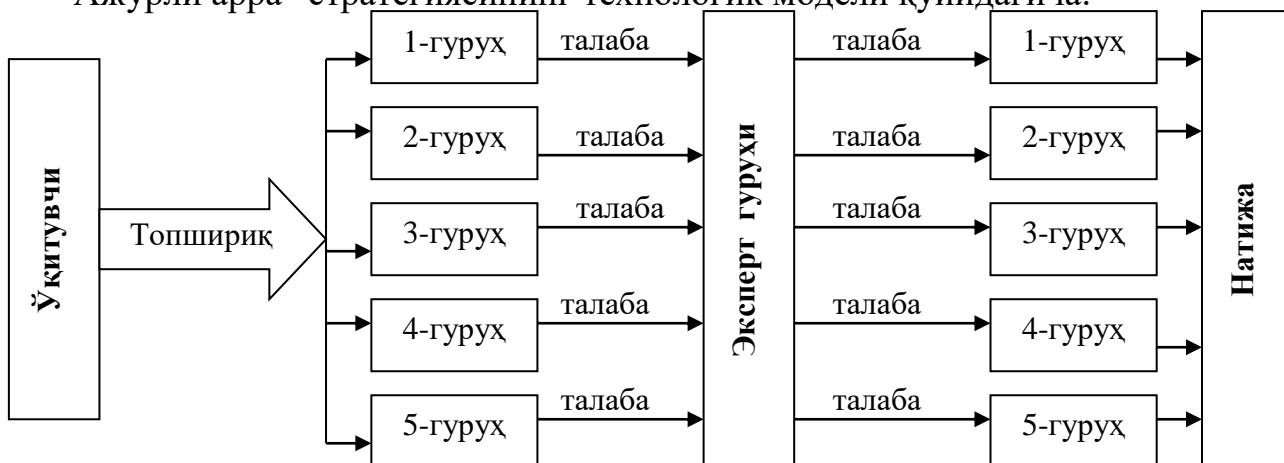 Ажурли арра" стратегиясининг технологик модели қуйидагича:
Ўқитувчи
Топшириқ
1-гуруҳ
талаба
2-гуруҳ
талаба
3-гуруҳ
талаба
4-гуруҳ
талаба
5-гуруҳ
талаба
Эксперт гуруҳи
талаба
1-гуруҳ
талаба
2-гуруҳ
талаба
3-гуруҳ
талаба
4-гуруҳ
талаба
5-гуруҳ
Натижа